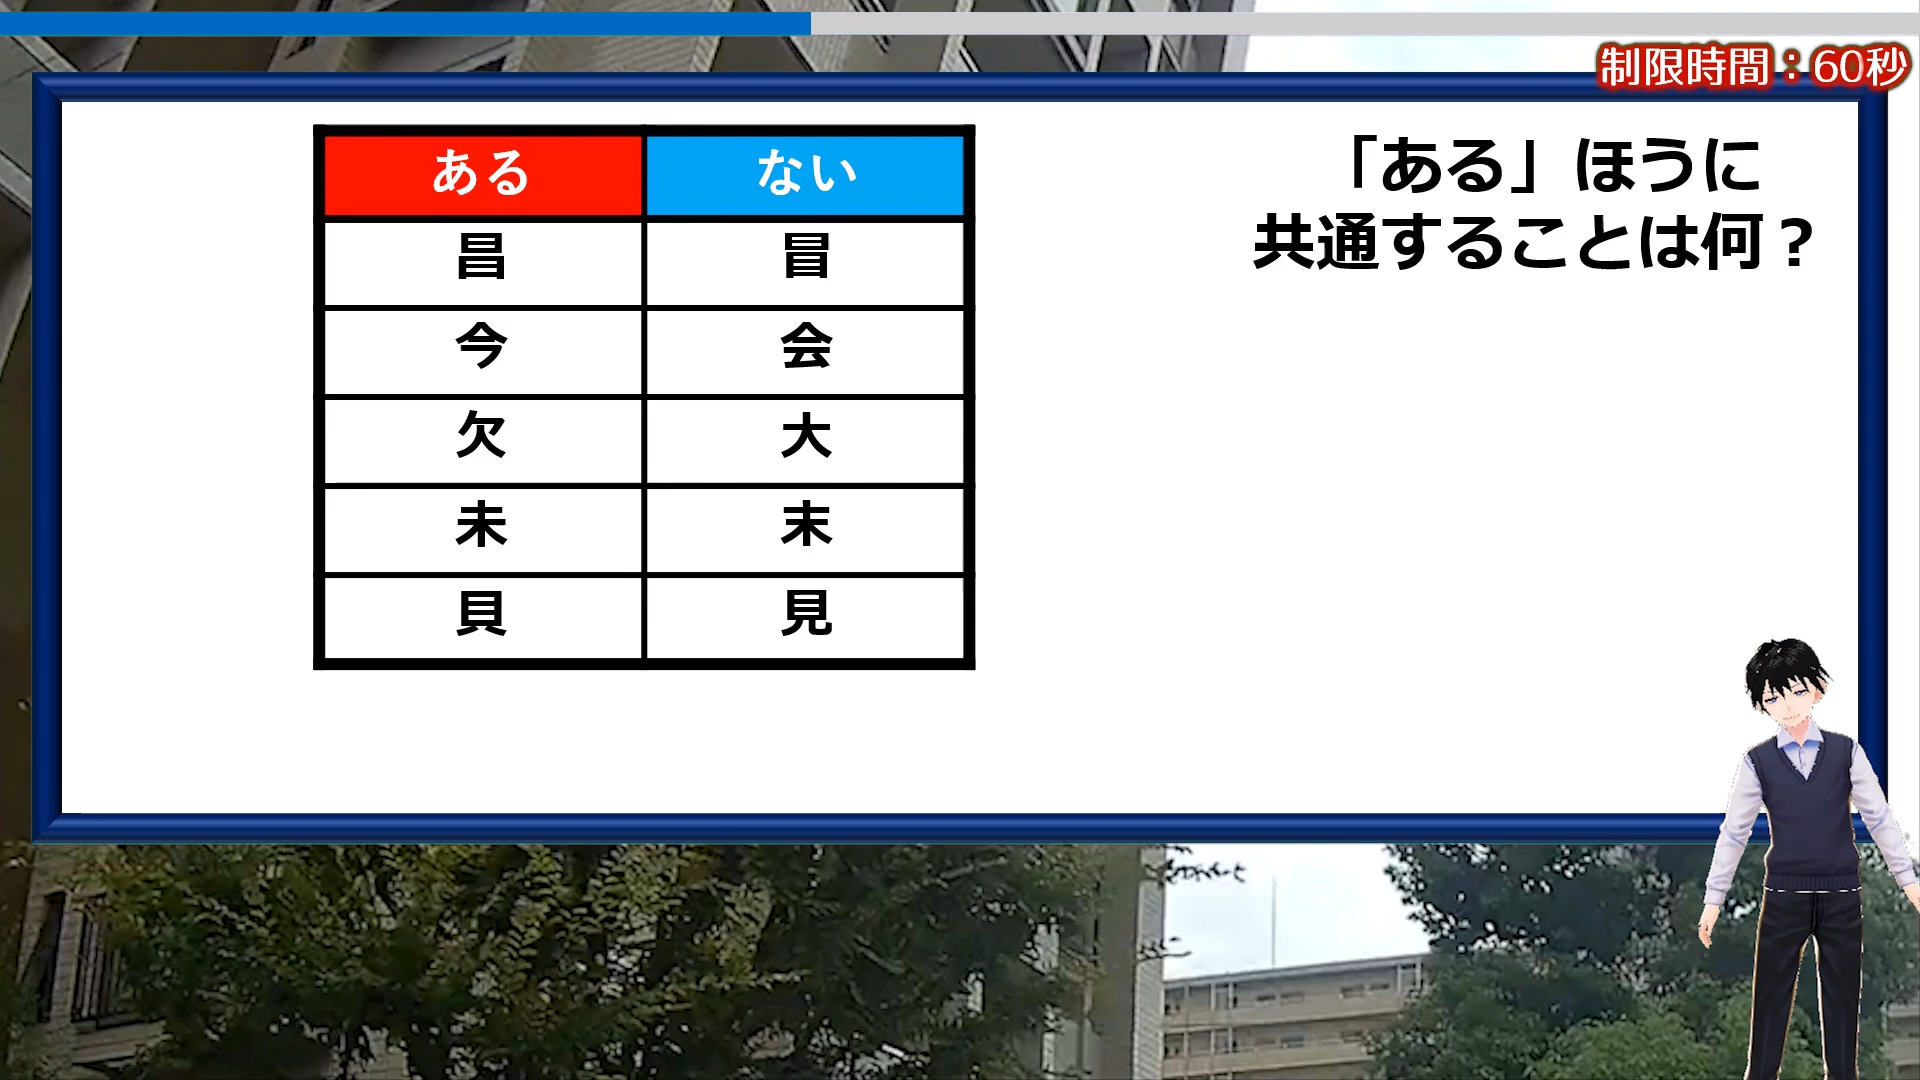 制限時間：60秒
「ある」ほうに
共通することは何？
ある ない
昌 冒
今 会
欠 大
未 末
貝 見